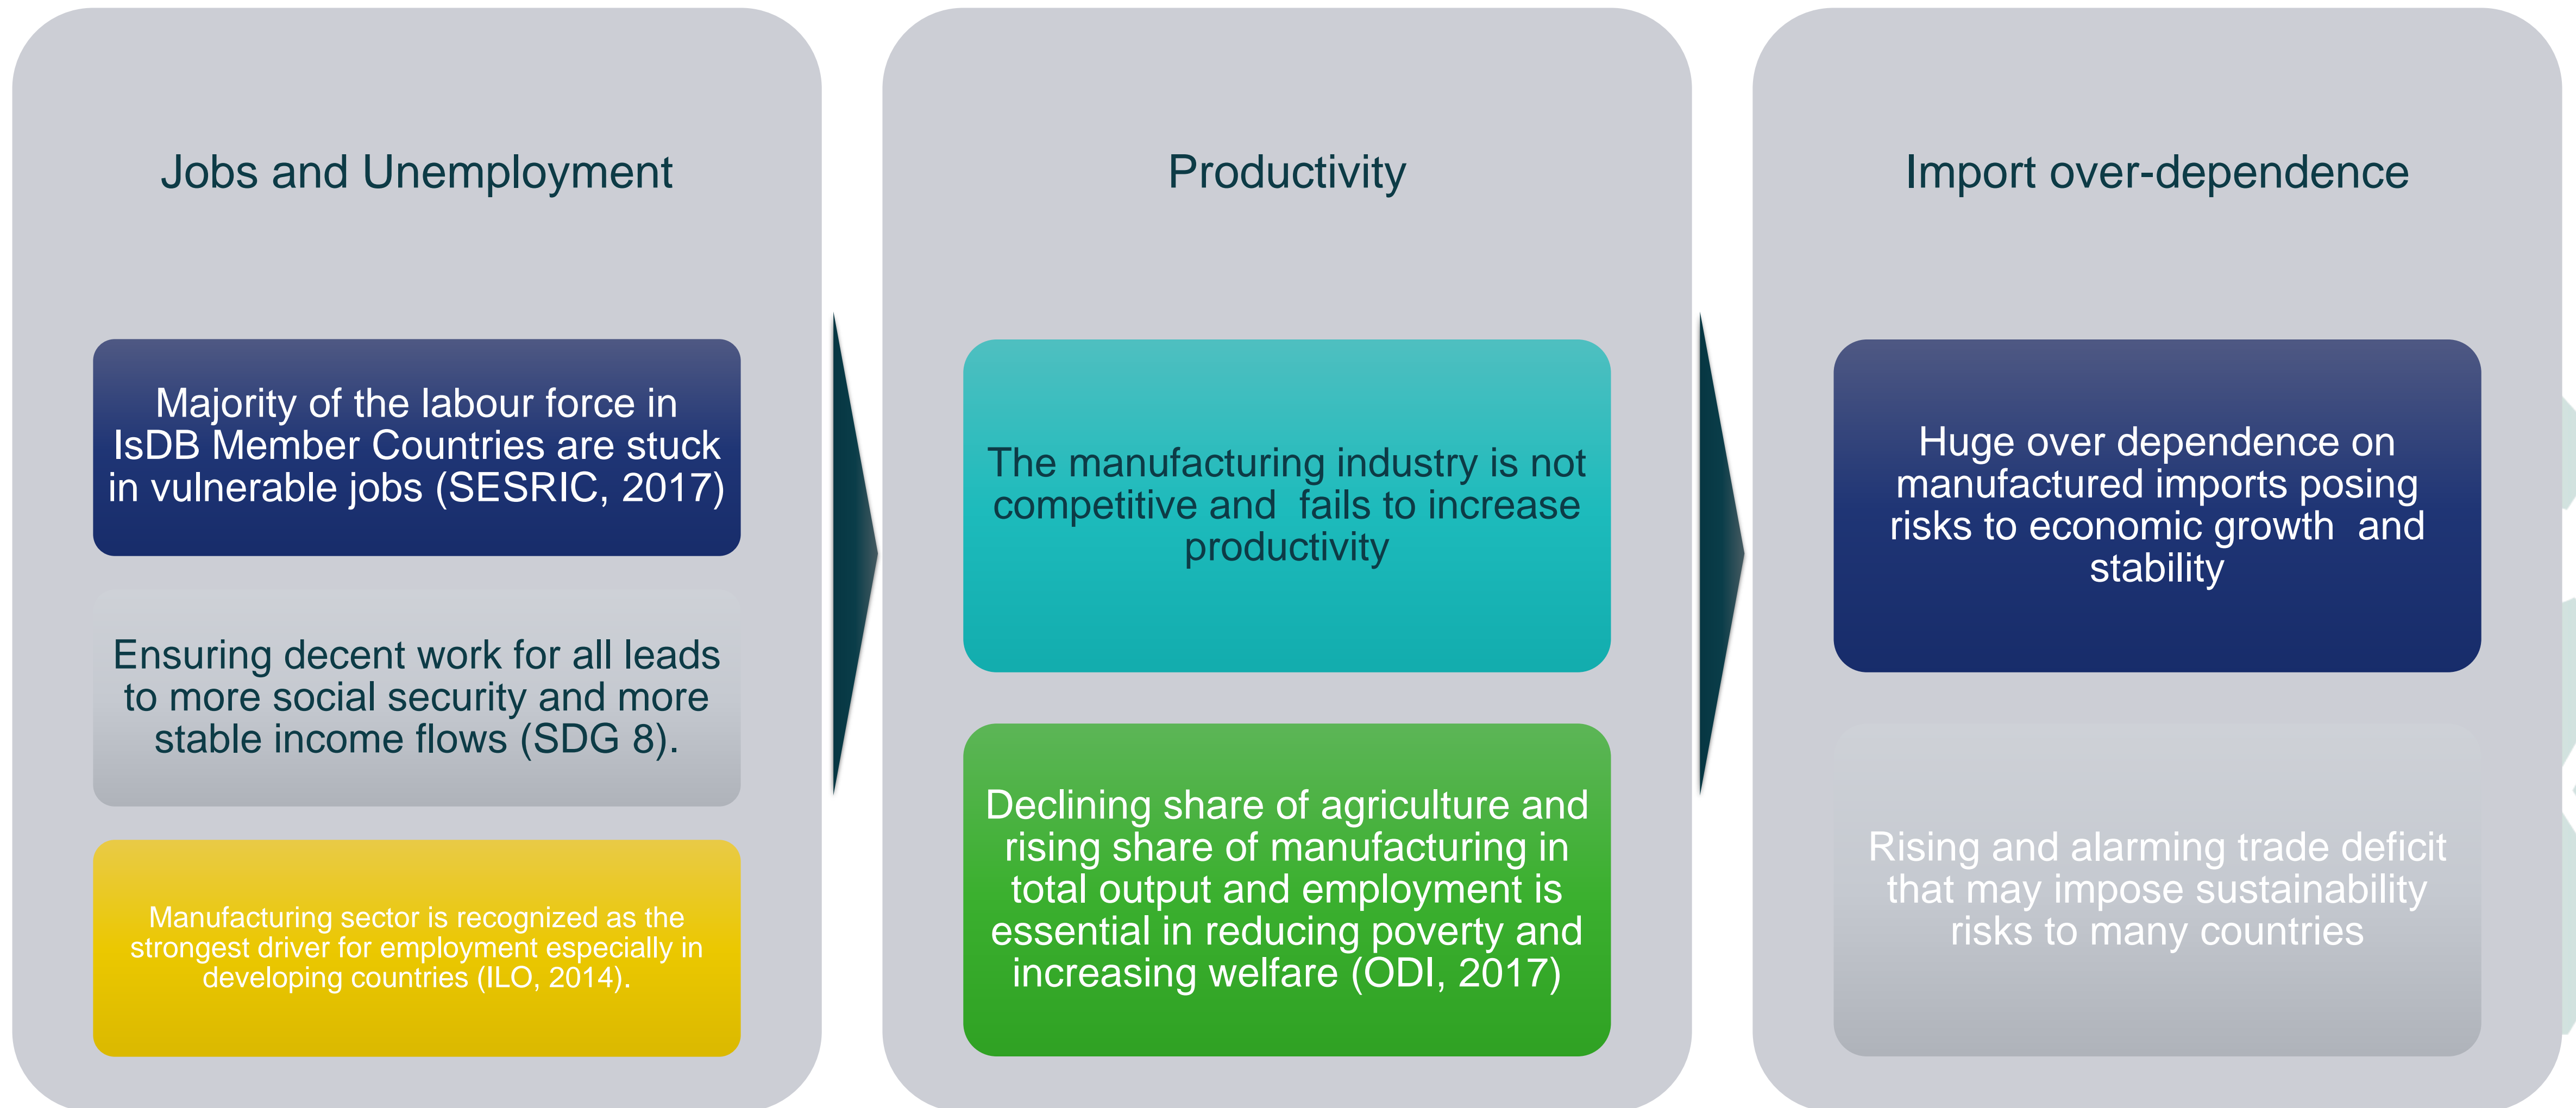 Jobs and Unemployment
Majority of the labour force in
IsDB Member Countries are stuck
in vulnerable jobs (SESRIC, 2017)
Ensuring decent work for all leads
to more social security and more
stable income flows (SDG 8).
Manufacturing sector is recognized as the
strongest driver for employment especially in
developing countries (ILO, 2014).
Productivity
The manufacturing industry is not
competitive and  fails to increase
productivity
Declining share of agriculture and
rising share of manufacturing in
total output and employment is
essential in reducing poverty and
increasing welfare (ODI, 2017)
Import over-dependence
Huge over dependence on
manufactured imports posing
risks to economic growth  and
stability
Rising and alarming trade deficit
that may impose sustainability
risks to many countries